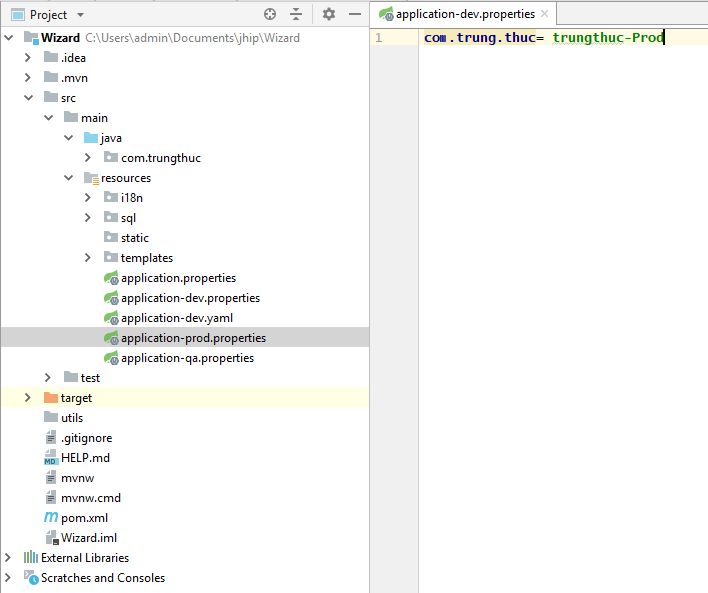 Project
Wizard C:\Users\admin\Documents\jhip\Wizard
.idea
.mvn
src
main
java
com.trungthuc
resources
i18n
sql
static
templates
application.properties
application-dev.properties
application-dev.yaml
application-prod.properties
application-qa.properties
test
target
utils
.gitignore
MD HELP.md
mvnw
mvnw.cmd
m pom.xml
Wizard.iml
External Libraries
Scratches and Consoles
application-dev.properties
1 com.trung.thuc= trungthuc-Prod